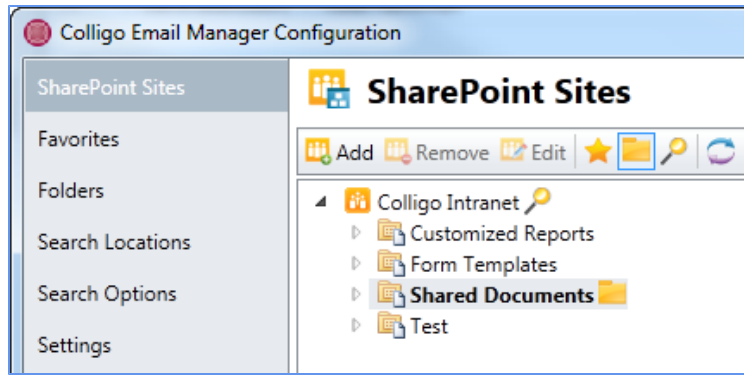 Colligo Email Manager Configuration
SharePoint Sites
Favorites
Folders
Search Locations
Search Options
Settings
SharePoint Sites
Add Remove Edit
Colligo Intranet
Customized Reports
Form Templates
Shared Documents
Test